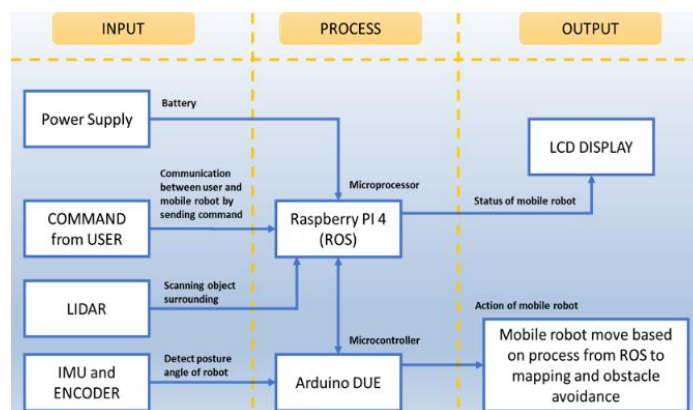 INPUT
PROCESS
OUTPUT
Battery
Power Supply
LCD DISPLAY
Communication
between user and
mobile robot by
sending command
Microprocessor
COMMAND
from USER
Raspberry PI 4
(ROS)
Status of mobile robot
Scanning object
surrounding
LIDAR
Action of mobile robot
Microcontroller
Mobile robot move based
on process from ROS to
mapping and obstacle
avoidance
IMU and
ENCODER
Detect posture
angle of robot
Arduino DUE